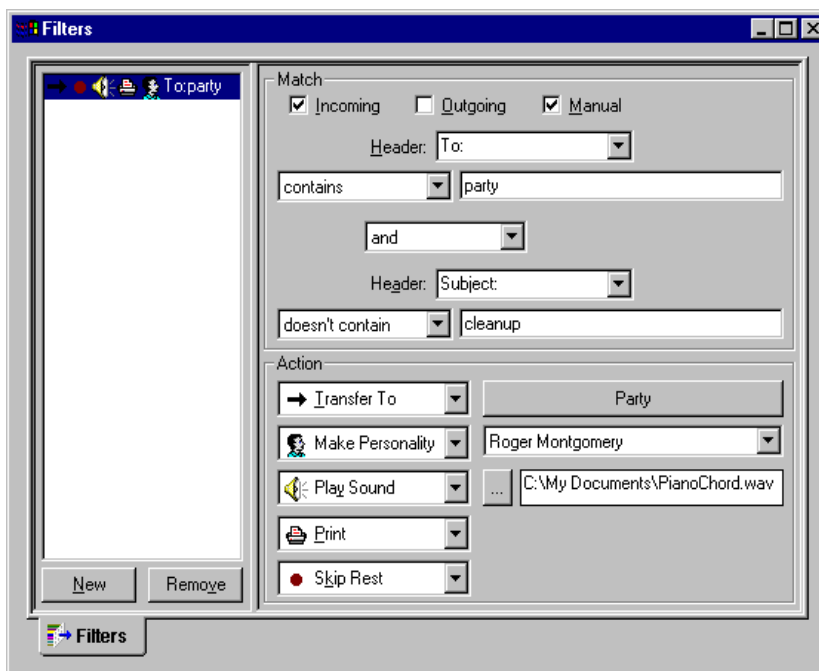 Filters
To:party
Match
Incoming Outgoing Manual
Header: To:
contains party
and
Header: Subject:
doesn't contain cleanup
Action
Transfer To Party
Make Personality Roger Montgomery
Play Sound ... C:\My Documents\PianoChord.wav
Print
Skip Rest
New Remove
Filters